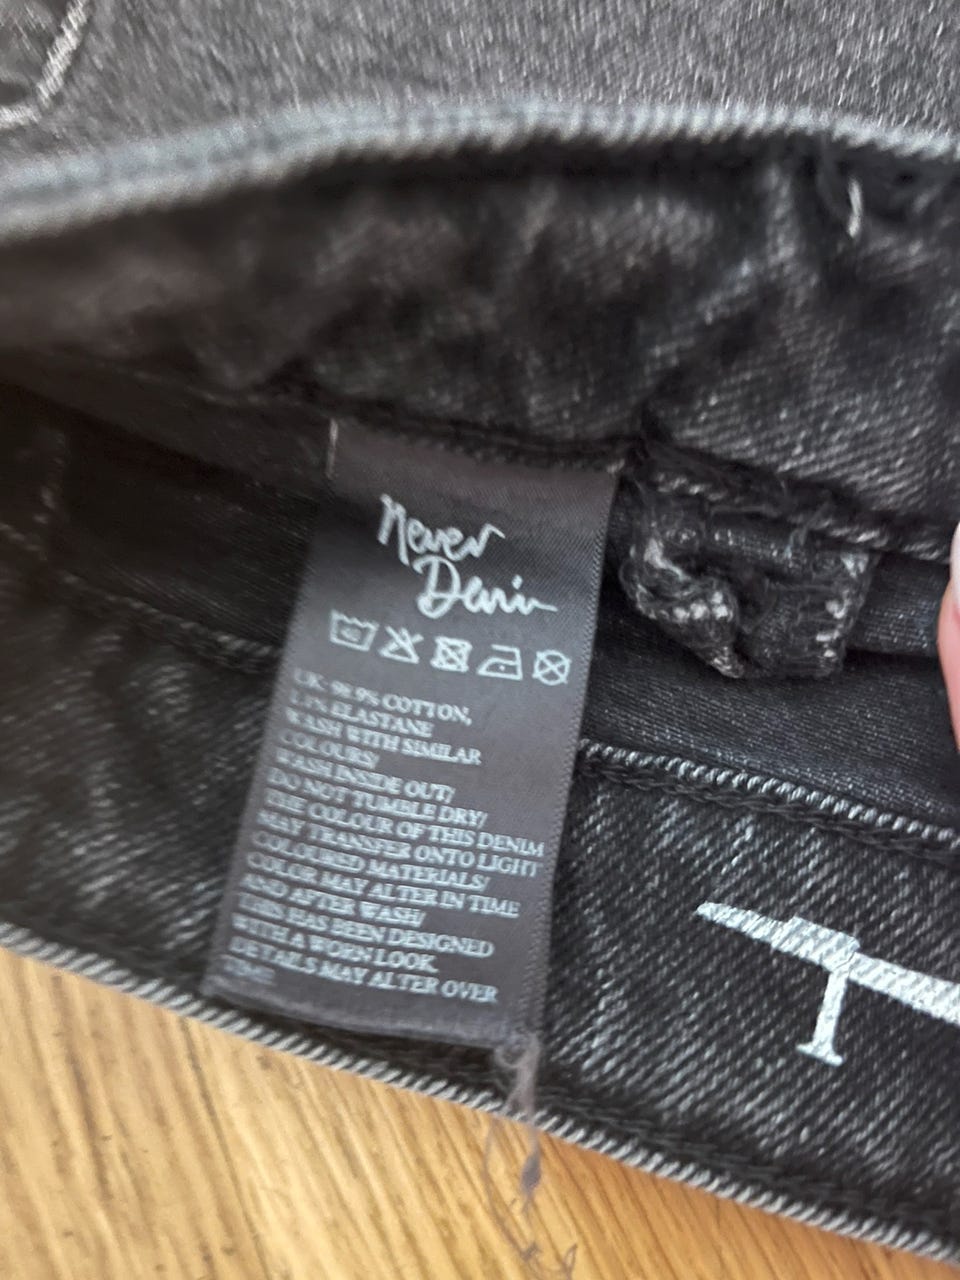 Never
Denim
40
UK: 98.9% COTTON,
1.1% ELASTANE
WASH WITH SIMILAR
COLOURS/
WASH INSIDE OUT/
DO NOT TUMBLE DRY/
THE COLOUR OF THIS DENIM
MAY TRANSFER ONTO LIGHT
COLOURED MATERIALS/
COLOR MAY ALTER IN TIME
AND AFTER WASH/
THIS HAS BEEN DESIGNED
WITH A WORN LOOK.
DETAILS MAY ALTER OVER
TIME